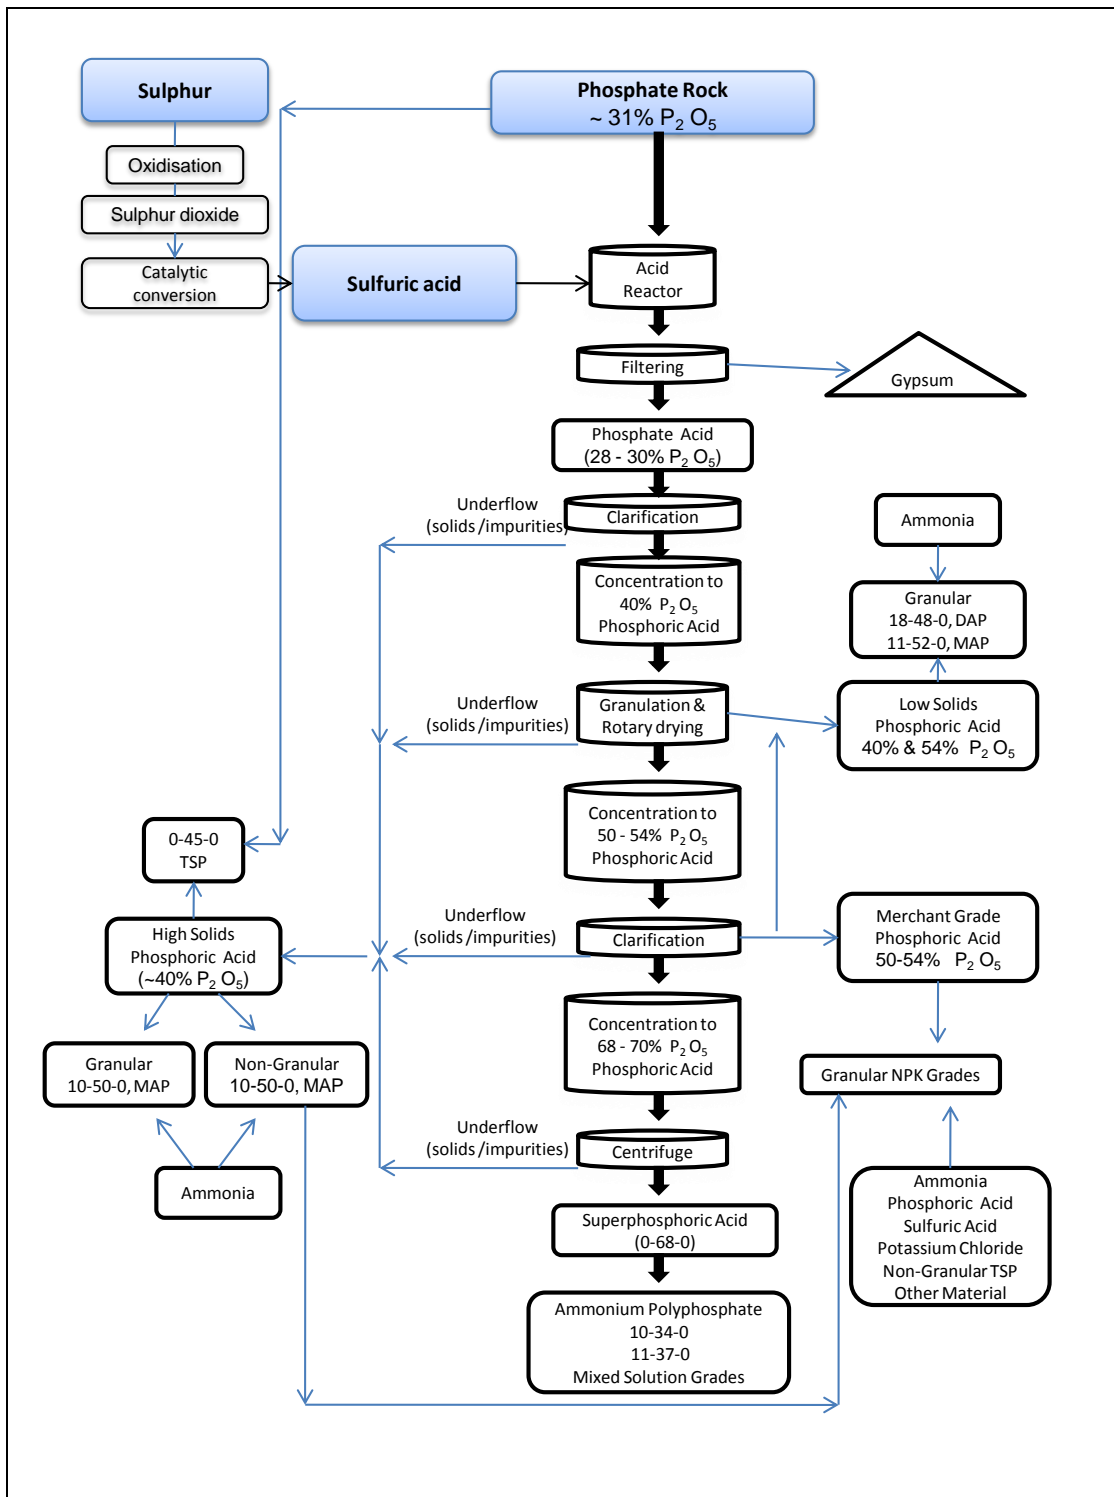 Sulphur
Phosphate Rock
~ 31% P₂ O₅
Oxidisation
Sulphur dioxide
Catalytic
conversion
Sulfuric acid
Acid
Reactor
Filtering
Gypsum
Phosphate Acid
(28 - 30% P₂ O₅)
Underflow
(solids /impurities)
Clarification
Ammonia
Concentration to
40% P₂ O₅
Phosphoric Acid
Granular
18-48-0, DAP
11-52-0, MAP
Underflow
(solids /impurities)
Granulation &
Rotary drying
Low Solids
Phosphoric Acid
40% & 54% P₂ O₅
Concentration to
50 - 54% P₂ O₅
Phosphoric Acid
0-45-0
TSP
High Solids
Phosphoric Acid
(~40% P₂ O₅)
Underflow
(solids /impurities)
Clarification
Merchant Grade
Phosphoric Acid
50-54% P₂ O₅
Concentration to
68 - 70% P₂ O₅
Phosphoric Acid
Granular
10-50-0, MAP
Non-Granular
10-50-0, MAP
Granular NPK Grades
Underflow
(solids /impurities)
Centrifuge
Ammonia
Superphosphoric Acid
(0-68-0)
Ammonia
Phosphoric Acid
Sulfuric Acid
Potassium Chloride
Non-Granular TSP
Other Material
Ammonium Polyphosphate
10-34-0
11-37-0
Mixed Solution Grades